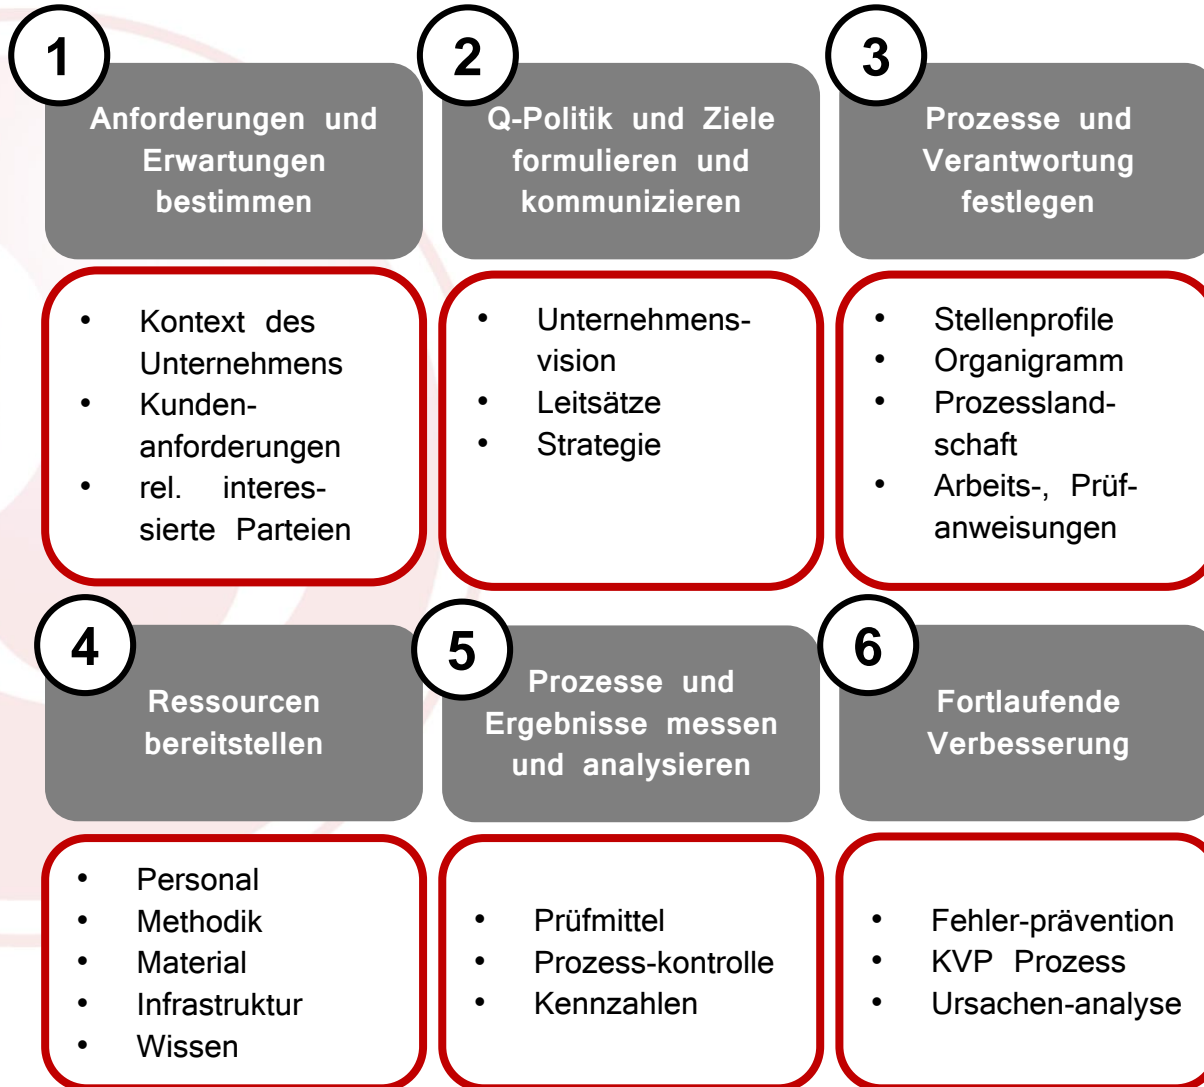 1
Anforderungen und
Erwartungen
bestimmen
• Kontext des
Unternehmens
• Kunden-
anforderungen
• rel. interes-
sierte Parteien
2
Q-Politik und Ziele
formulieren und
kommunizieren
• Unternehmens-
vision
• Leitsätze
• Strategie
3
Prozesse und
Verantwortung
festlegen
• Stellenprofile
• Organigramm
• Prozessland-
schaft
• Arbeits-, Prüf-
anweisungen
4
Ressourcen
bereitstellen
• Personal
• Methodik
• Material
• Infrastruktur
• Wissen
5
Prozesse und
Ergebnisse messen
und analysieren
• Prüfmittel
• Prozess-kontrolle
• Kennzahlen
6
Fortlaufende
Verbesserung
• Fehler-prävention
• KVP Prozess
• Ursachen-analyse